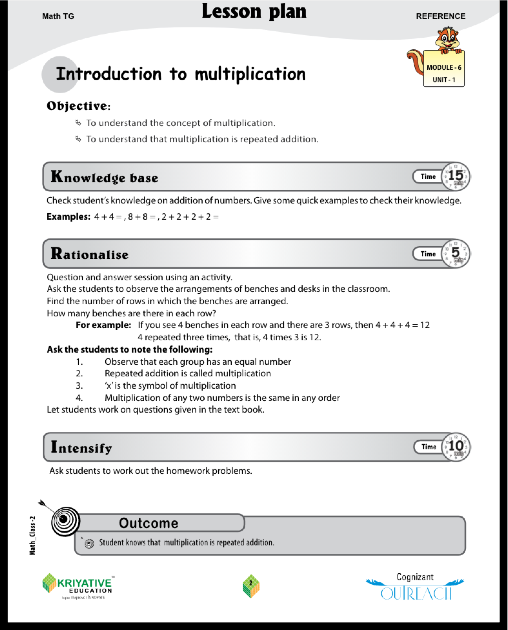 Math TG
Lesson plan
REFERENCE
MODULE - 6
UNIT - 1
Introduction to multiplication
Objective:
To understand the concept of multiplication.
To understand that multiplication is repeated addition.
Knowledge base
Time 15
Check student's knowledge on addition of numbers. Give some quick examples to check their knowledge.
Examples: 4 + 4 = , 8 + 8 = , 2 + 2 + 2 + 2 =
Rationalise
Time 5
Question and answer session using an activity.
Ask the students to observe the arrangements of benches and desks in the classroom.
Find the number of rows in which the benches are arranged.
How many benches are there in each row?
For example: If you see 4 benches in each row and there are 3 rows, then 4 + 4 + 4 = 12
4 repeated three times, that is, 4 times 3 is 12.
Ask the students to note the following:
1. Observe that each group has an equal number
2. Repeated addition is called multiplication
3. ‘x’ is the symbol of multiplication
4. Multiplication of any two numbers is the same in any order
Let students work on questions given in the text book.
Intensify
Time 10
Ask students to work out the homework problems.
Outcome
Student knows that multiplication is repeated addition.
Math_Class-2
KRIYATIVE™
EDUCATION
2
Cognizant
OUTREACH